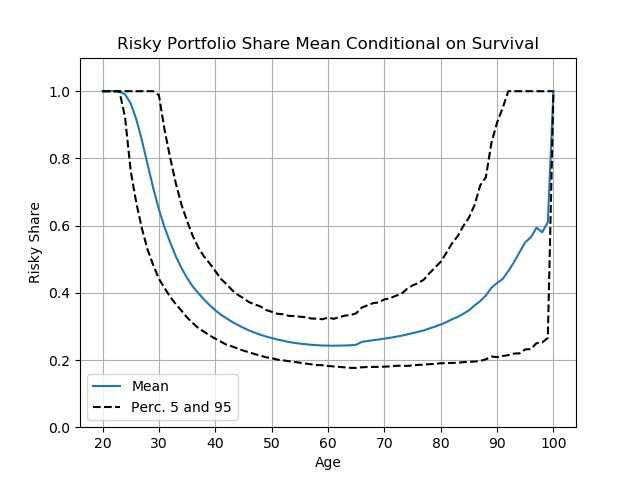 Risky Portfolio Share Mean Conditional on Survival
1.0
0.8
0.6
0.4
0.2
0.0
Risky Share
Mean
Perc. 5 and 95
20 30 40 50 60 70 80 90 100
Age